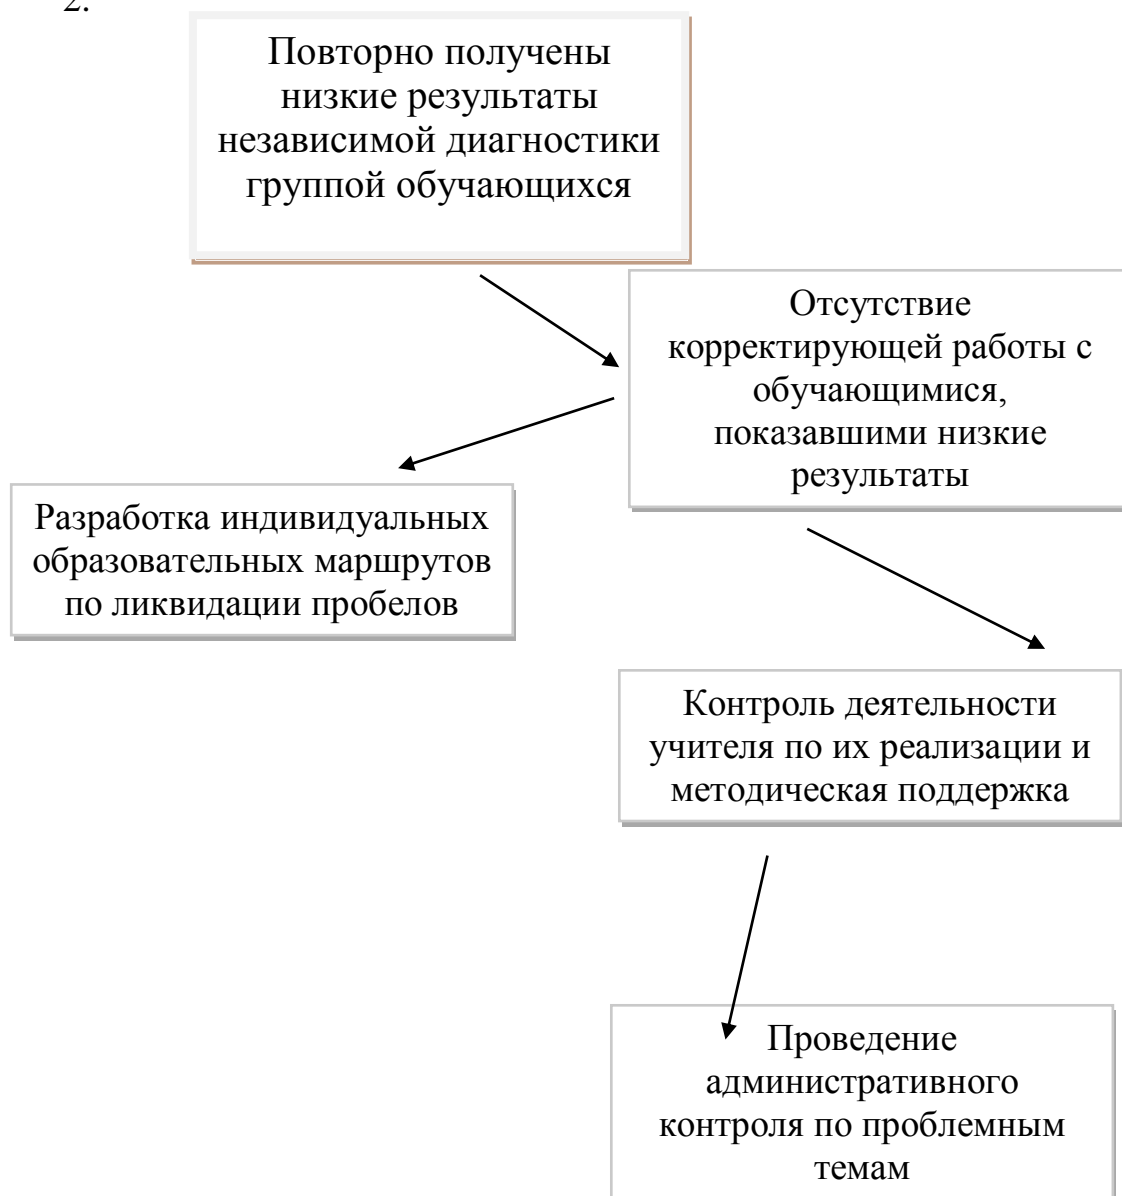 2.
Повторно получены
низкие результаты
независимой диагностики
группой обучающихся
Отсутствие
корректирующей работы с
обучающимися,
показавшими низкие
результаты
Разработка индивидуальных
образовательных маршрутов
по ликвидации пробелов
Контроль деятельности
учителя по их реализации и
методическая поддержка
Проведение
административного
контроля по проблемным
темам